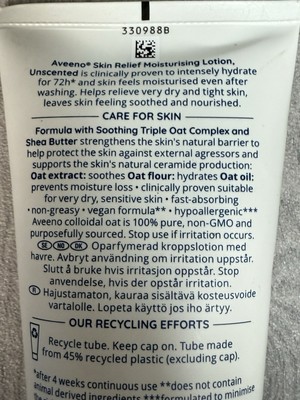 330988B
Aveeno® Skin Relief Moisturising Lotion,
Unscented is clinically proven to intensely hydrate
for 72h* and skin feels moisturised even after
washing. Helps relieve very dry and tight skin,
leaves skin feeling soothed and nourished.
CARE FOR SKIN
Formula with Soothing Triple Oat Complex and
Shea Butter strengthens the skin's natural barrier to
help protect the skin against external agressors and
supports the skin's natural ceramide production:
Oat extract: soothes Oat flour: hydrates Oat oil:
prevents moisture loss • clinically proven suitable
for very dry, sensitive skin • fast-absorbing
•non-greasy • vegan formula** • hypoallergenic***
Aveeno colloidal oat is 100% pure, non-GMO and
purposefully sourced. Stop use if irritation occurs.
SE NO DK Oparfymerad kroppslotion med
havre. Avbryt användning om irritation uppstår.
Slutt å bruke hvis irritasjon oppstår. Stop
anvendelse, hvis der opstår irritation.
FI Hajustamaton, kauraa sisältävä kosteusvoide
vartalolle. Lopeta käyttö jos iho ärtyy.
OUR RECYCLING EFFORTS
Recycle tube. Keep cap on. Tube made
from 45% recycled plastic (excluding cap).
*after 4 weeks continuous use **does not contain
animal derived ingredients ***formulated to minimise